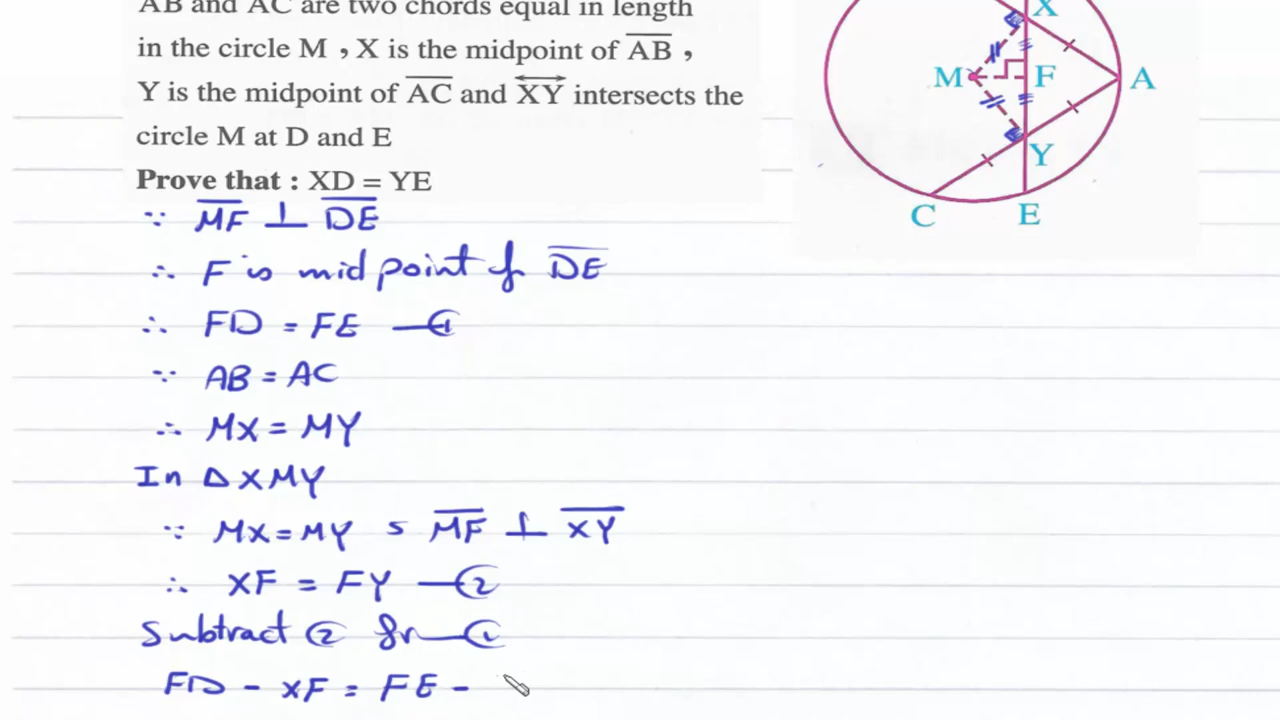 AB and AC are two chords equal in length
in the circle M , X is the midpoint of AB ,
Y is the midpoint of AC and XY intersects the
circle M at D and E
Prove that : XD = YE
X
M
F
A
Y
C
E
∵ MF ⊥ DE
∴ F is mid point of DE
∴ FD = FE —①
∵ AB = AC
∴ MX = MY
In Δ XMY
∵ MX = MY , MF ⊥ XY
∴ XF = FY —②
Subtract ② fr—①
FD - XF = FE -